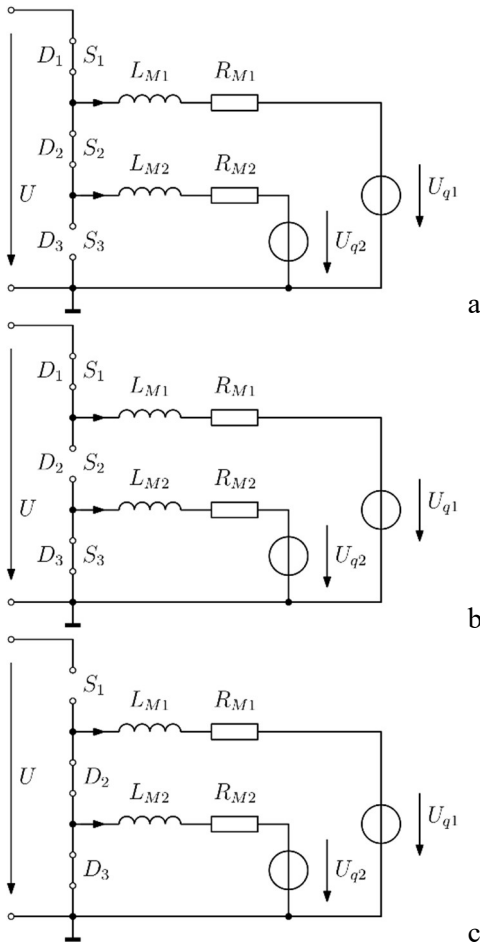 D1 S1 LM1 RM1
D2 S2 LM2 RM2
U Uq2 Uq1
D3 S3
a
D1 S1 LM1 RM1
D2 S2 LM2 RM2
U Uq2 Uq1
D3 S3
b
S1 LM1 RM1
U D2 LM2 RM2
Uq2 Uq1
D3
c